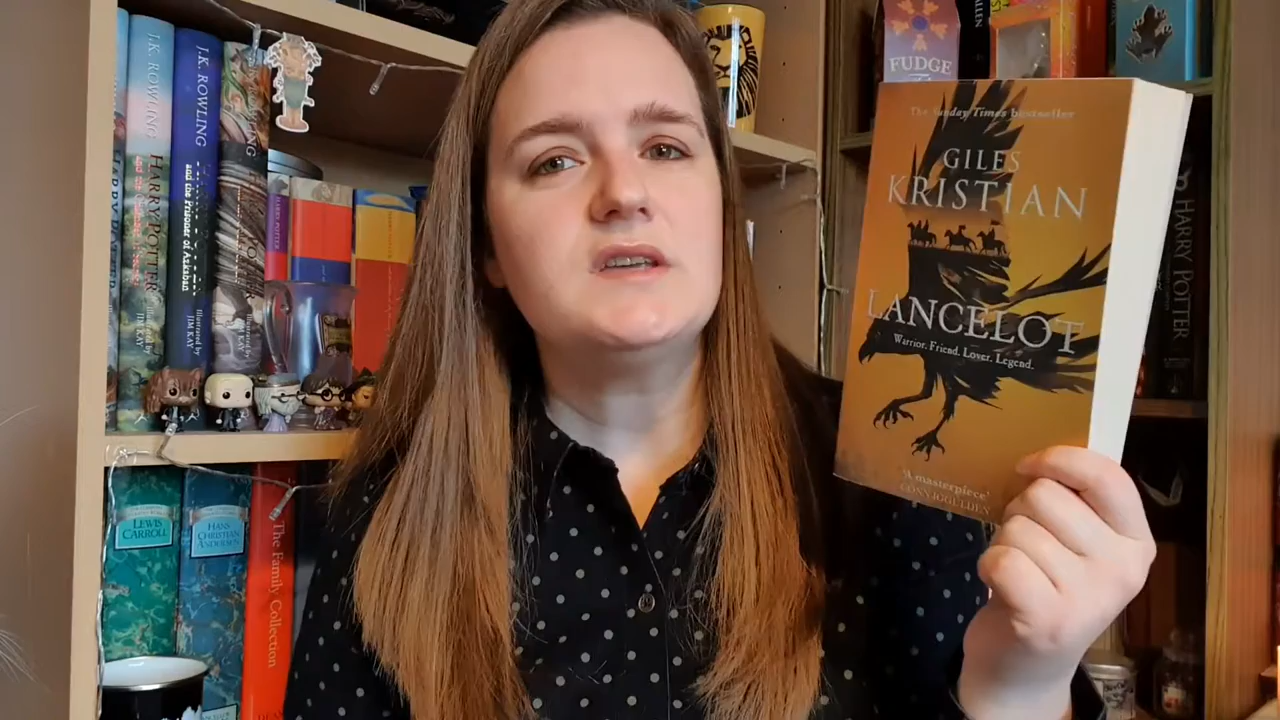 J.K. ROWLING
HARRY POTTER
J.K. ROWLING
and the Prisoner of Azkaban
Illustrated by
JIM KAY
Illustrated by
JIM KAY
HARRY POTTER
LEWIS
CARROLL
HANS
CHRISTIAN
ANDERSEN
The Family Collection
FUDGE
The Sunday Times bestseller
GILES
KRISTIAN
LANCELOT
Warrior. Friend. Lover. Legend.
'A masterpiece'
CONN IGGULDEN
HARRY POTTER